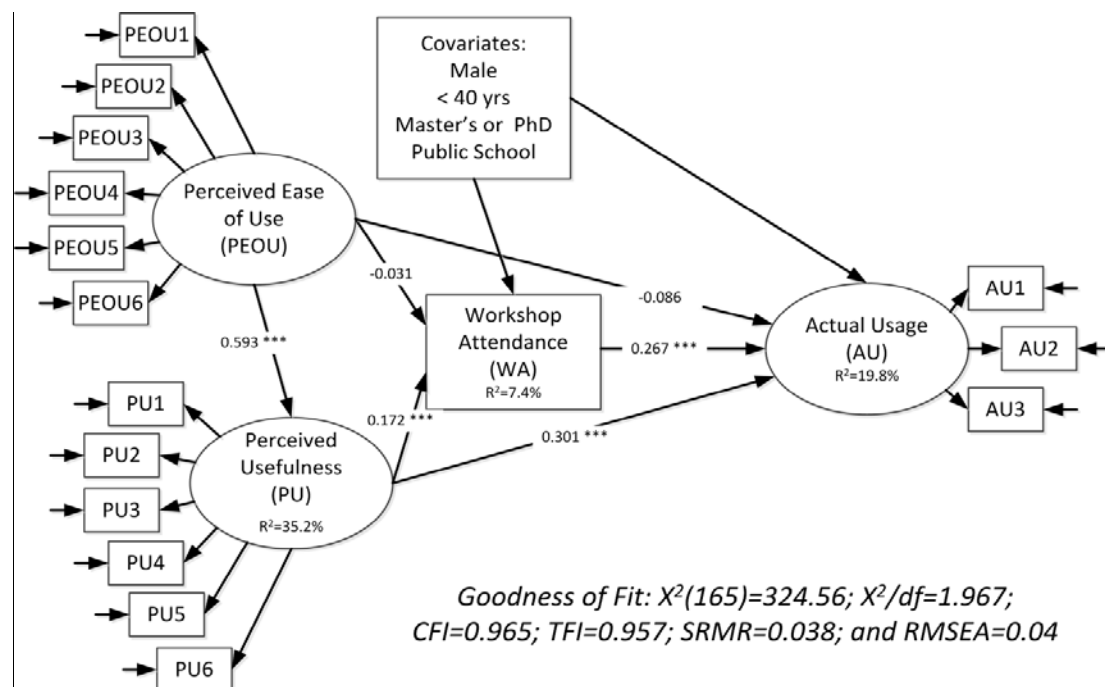 PEOU1
PEOU2
PEOU3
PEOU4
PEOU5
PEOU6
Perceived Ease
of Use
(PEOU)
Covariates:
Male
< 40 yrs
Master's or PhD
Public School
-0.031
-0.086
0.593 ***
Workshop
Attendance
(WA)
R²=7.4%
0.267 ***
Actual Usage
(AU)
R²=19.8%
AU1
AU2
AU3
PU1
PU2
PU3
PU4
PU5
PU6
Perceived
Usefulness
(PU)
R²=35.2%
0.172 ***
0.301 ***
Goodness of Fit: X²(165)=324.56; X²/df=1.967;
CFI=0.965; TFI=0.957; SRMR=0.038; and RMSEA=0.04